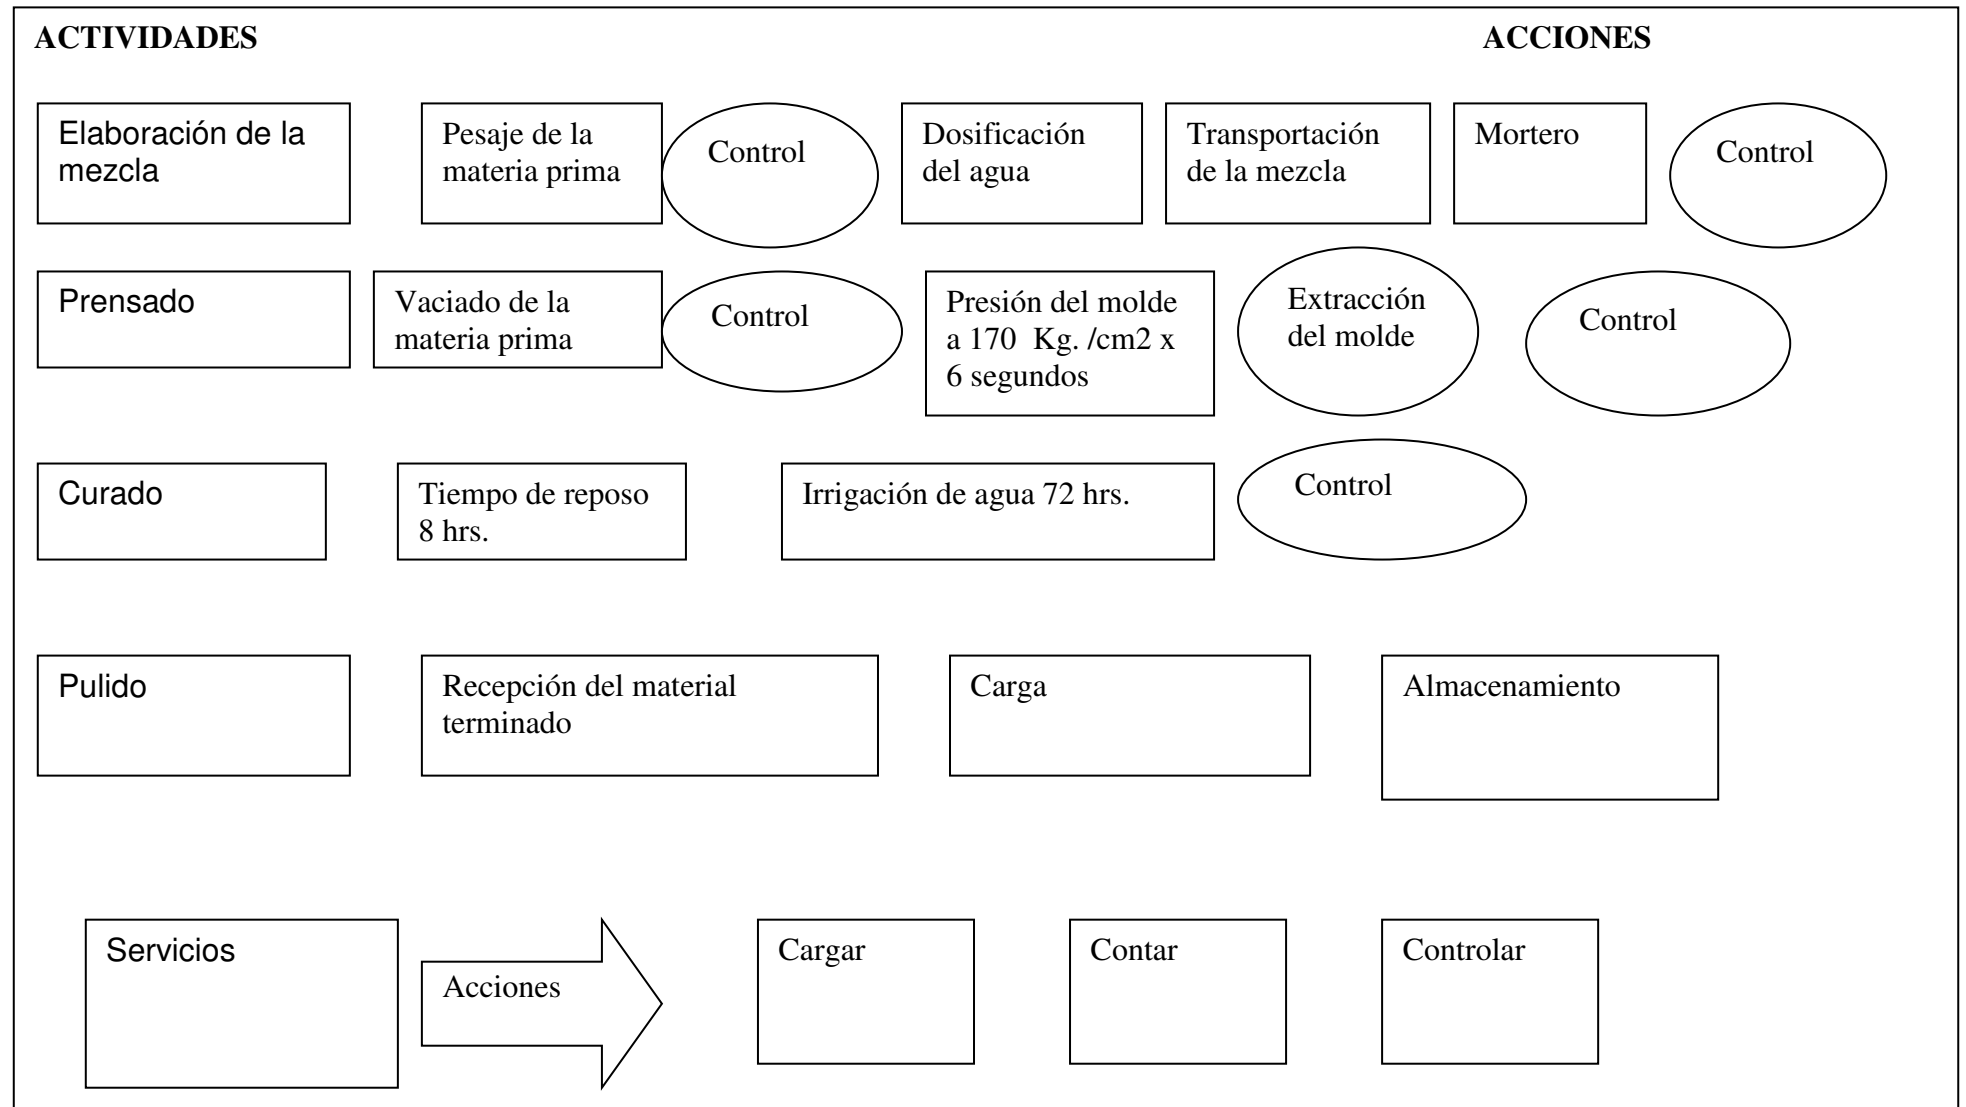 ACTIVIDADES
ACCIONES
Elaboración de la
mezcla
Pesaje de la
materia prima
Control
Dosificación
del agua
Transportación
de la mezcla
Mortero
Control
Prensado
Vaciado de la
materia prima
Control
Presión del molde
a 170  Kg. /cm2 x
6 segundos
Extracción
del molde
Control
Curado
Tiempo de reposo
8 hrs.
Irrigación de agua 72 hrs.
Control
Pulido
Recepción del material
terminado
Carga
Almacenamiento
Servicios
Acciones
Cargar
Contar
Controlar